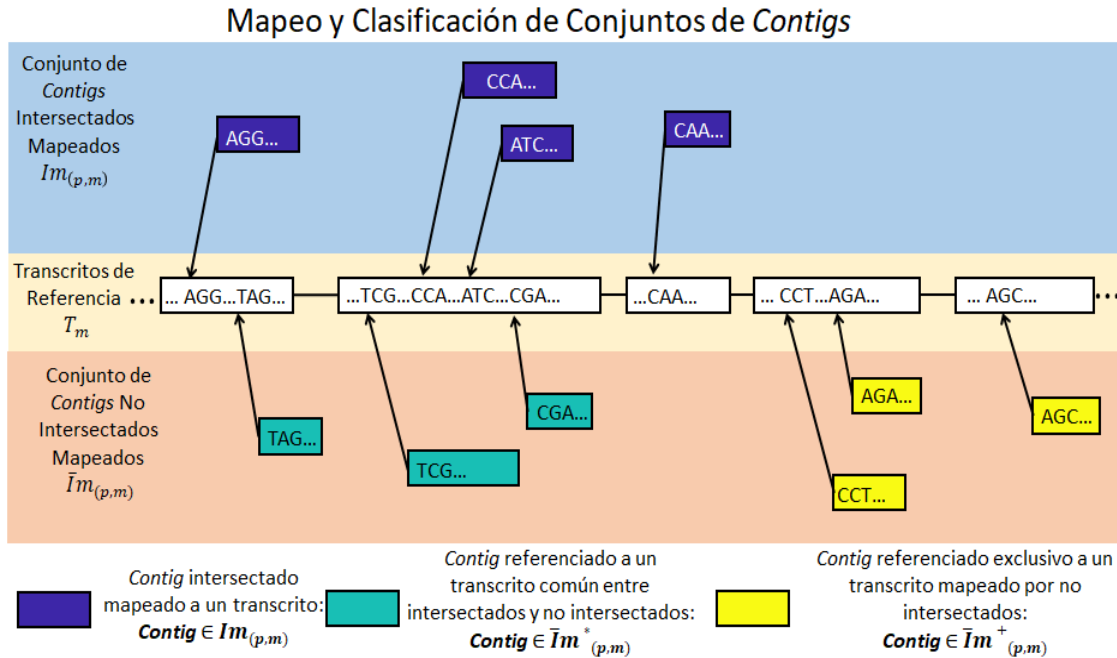 Mapeo y Clasificación de Conjuntos de Contigs
Conjunto de
Contigs
Intersectados
Mapeados
Im(p,m)
AGG...
CCA...
ATC...
CAA...
Transcritos de
Referencia
Tm
...
... AGG...TAG...
...TCG...CCA...ATC...CGA...
...CAA...
... CCT...AGA...
... AGC...
...
Conjunto de
Contigs No
Intersectados
Mapeados
Īm(p,m)
TAG...
TCG...
CGA...
AGA...
CCT...
AGC...
Contig intersectado
mapeado a un transcrito:
Contig ∈ Im(p,m)
Contig referenciado a un
transcrito común entre
intersectados y no intersectados:
Contig ∈ Īm*(p,m)
Contig referenciado exclusivo a un
transcrito mapeado por no
intersectados:
Contig ∈ Īm+(p,m)